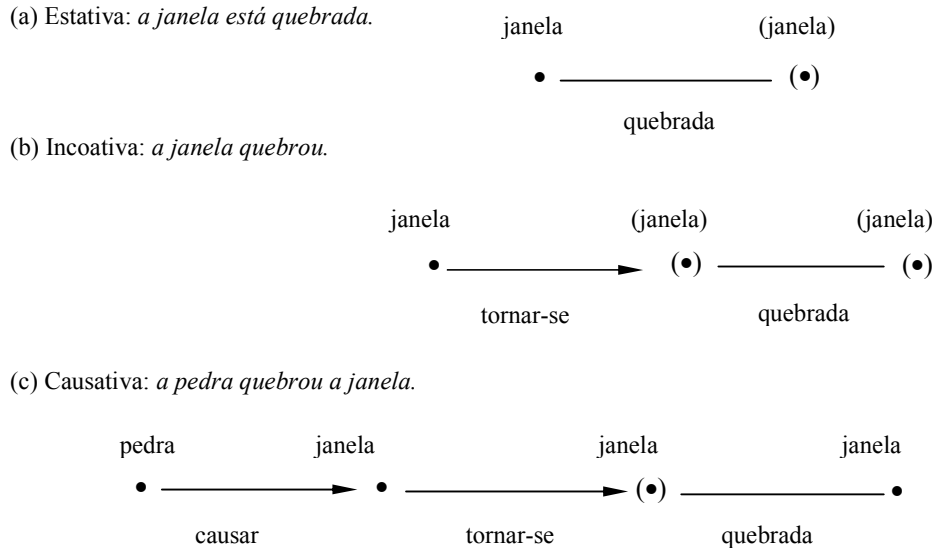 (a) Estativa: a janela está quebrada.
janela (janela)
(•)
quebrada
(b) Incoativa: a janela quebrou.
janela (janela) (janela)
(•) (•)
tornar-se quebrada
(c) Causativa: a pedra quebrou a janela.
pedra janela janela janela
(•)
causar tornar-se quebrada